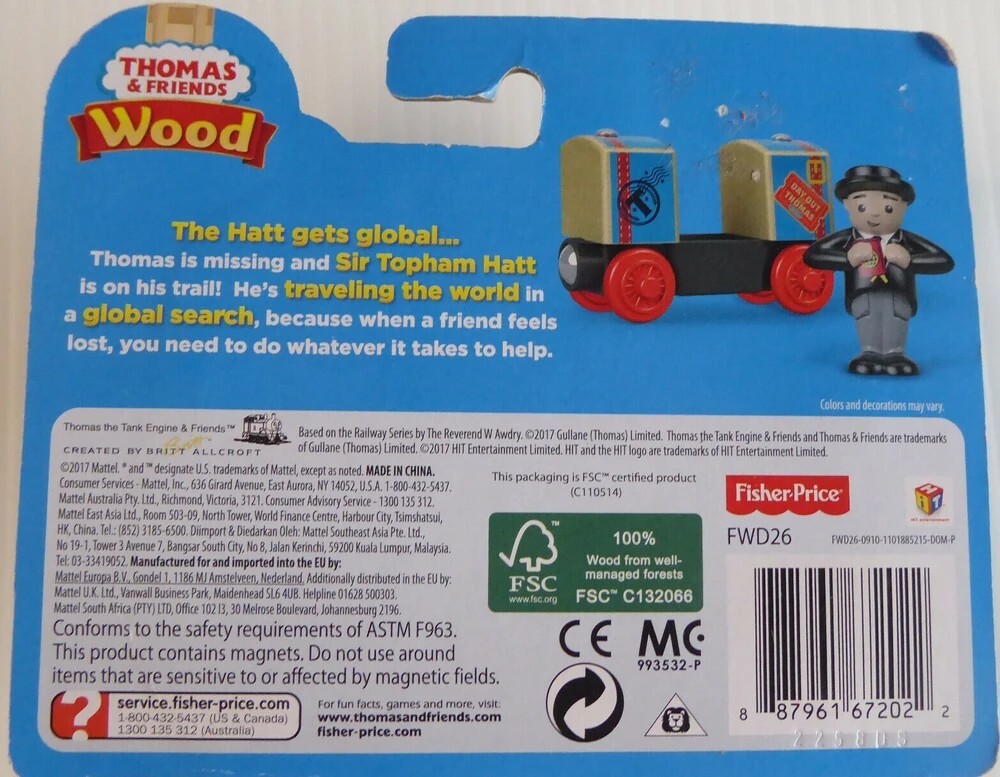 THOMAS
& FRIENDS™
Wood
The Hatt gets global...
Thomas is missing and Sir Topham Hatt
is on his trail! He's traveling the world in
a global search, because when a friend feels
lost, you need to do whatever it takes to help.
T
DAY OUT
THOMAS
Colors and decorations may vary.
Thomas the Tank Engine & Friends™
CREATED BY BRITT ALLCROFT
Based on the Railway Series by The Reverend W Awdry. ©2017 Gullane (Thomas) Limited. Thomas the Tank Engine & Friends and Thomas & Friends are trademarks
of Gullane (Thomas) Limited. ©2017 HIT Entertainment Limited. HIT and the HIT logo are trademarks of HIT Entertainment Limited.
©2017 Mattel. ® and ™ designate U.S. trademarks of Mattel, except as noted. MADE IN CHINA.
Consumer Services - Mattel, Inc., 636 Girard Avenue, East Aurora, NY 14052, U.S.A. 1-800-432-5437.
Mattel Australia Pty. Ltd., Richmond, Victoria, 3121. Consumer Advisory Service - 1300 135 312.
Mattel East Asia Ltd., Room 503-09, North Tower, World Finance Centre, Harbour City, Tsimshatsui,
HK, China. Tel.: (852) 3185-6500. Diimport & Diedarkan Oleh: Mattel Southeast Asia Pte. Ltd.,
No 19-1, Tower 3 Avenue 7, Bangsar South City, No 8, Jalan Kerinchi, 59200 Kuala Lumpur, Malaysia.
Tel: 03-33419052. Manufactured for and imported into the EU by:
Mattel Europa B.V., Gondel 1, 1186 MJ Amstelveen, Nederland. Additionally distributed in the EU by:
Mattel U.K. Ltd., Vanwall Business Park, Maidenhead SL6 4UB. Helpline 01628 500303.
Mattel South Africa (PTY) LTD, Office 102 I3, 30 Melrose Boulevard, Johannesburg 2196.
Conforms to the safety requirements of ASTM F963.
This product contains magnets. Do not use around
items that are sensitive to or affected by magnetic fields.
?
service.fisher-price.com
1-800-432-5437 (US & Canada)
1300 135 312 (Australia)
For fun facts, games and more, visit:
www.thomasandfriends.com
fisher-price.com
This packaging is FSC™ certified product
(C110514)
FSC
www.fsc.org
100%
Wood from well-
managed forests
FSC™ C132066
CE
MC
993532-P
Fisher-Price®
HIT entertainment
FWD26
FWD26-0910-1101885215-DOM-P
8 87961 67202 2